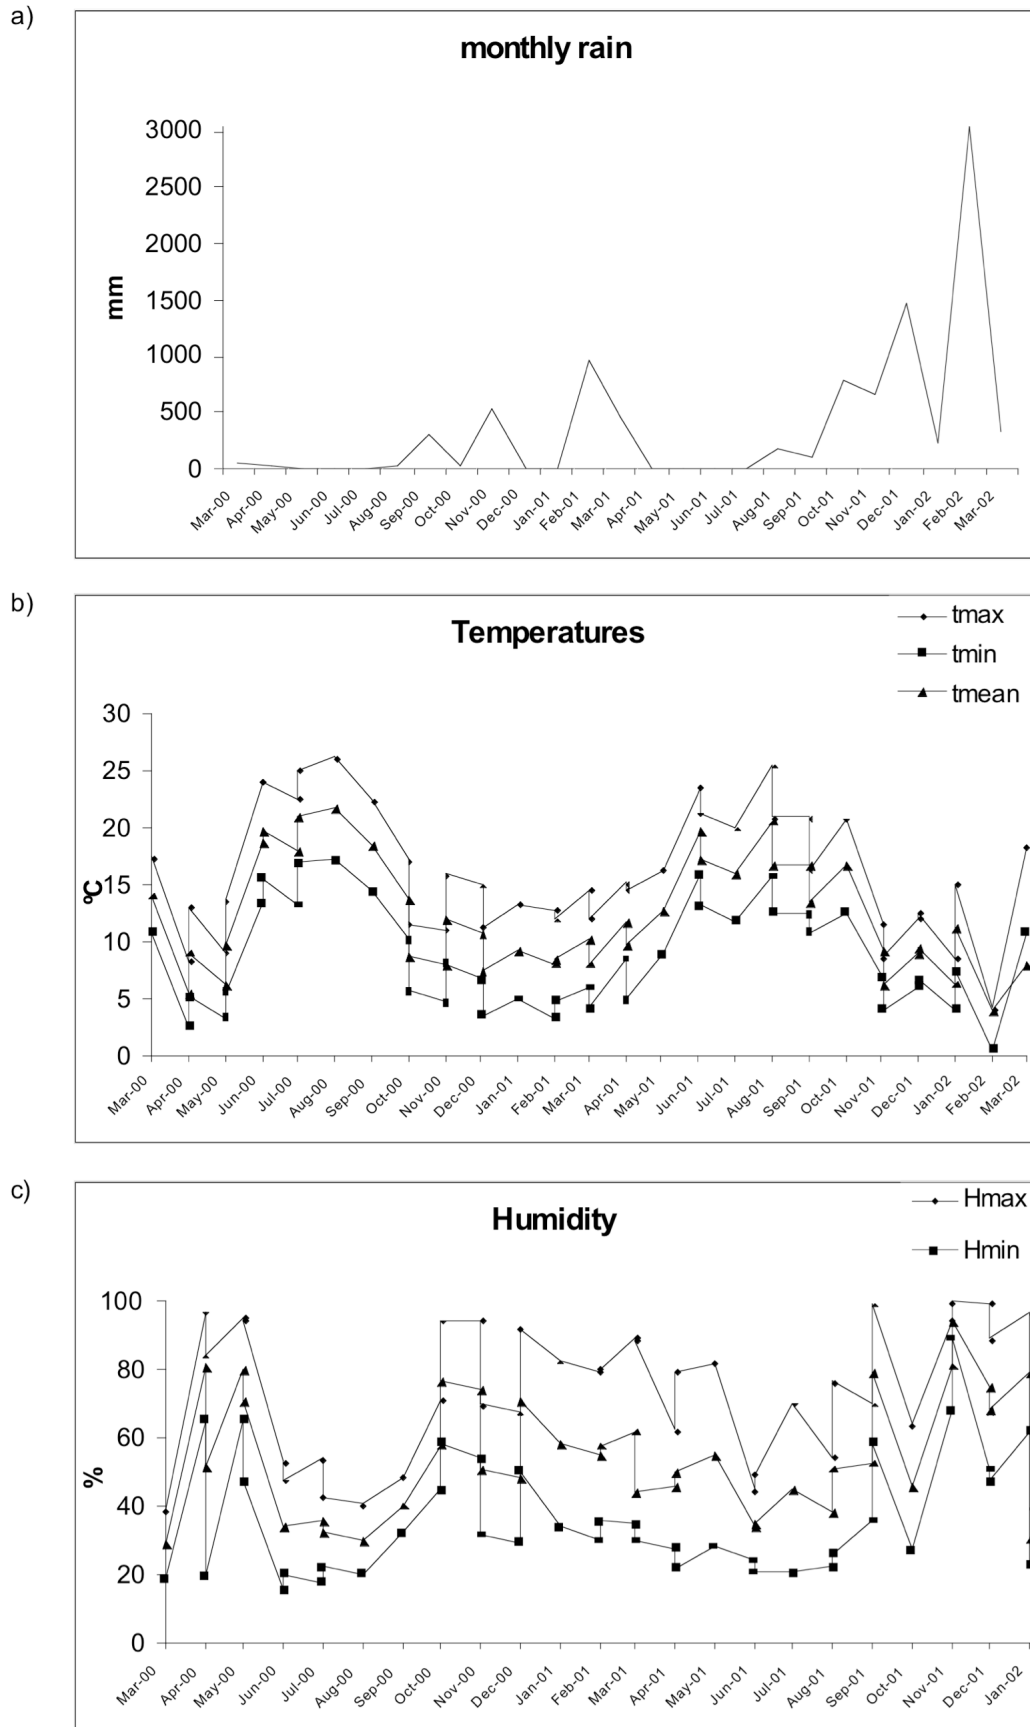 a)
monthly rain
3000
2500
2000
1500
1000
500
0
mm
Mar-00
Apr-00
May-00
Jun-00
Jul-00
Aug-00
Sep-00
Oct-00
Nov-00
Dec-00
Jan-01
Feb-01
Mar-01
Apr-01
May-01
Jun-01
Jul-01
Aug-01
Sep-01
Oct-01
Nov-01
Dec-01
Jan-02
Feb-02
Mar-02
b)
Temperatures
tmax
tmin
tmean
30
25
20
15
10
5
0
°C
Mar-00
Apr-00
May-00
Jun-00
Jul-00
Aug-00
Sep-00
Oct-00
Nov-00
Dec-00
Jan-01
Feb-01
Mar-01
Apr-01
May-01
Jun-01
Jul-01
Aug-01
Sep-01
Oct-01
Nov-01
Dec-01
Jan-02
Feb-02
Mar-02
c)
Humidity
Hmax
Hmin
100
80
60
40
20
0
%
Mar-00
Apr-00
May-00
Jun-00
Jul-00
Aug-00
Sep-00
Oct-00
Nov-00
Dec-00
Jan-01
Feb-01
Mar-01
Apr-01
May-01
Jun-01
Jul-01
Aug-01
Sep-01
Oct-01
Nov-01
Dec-01
Jan-02